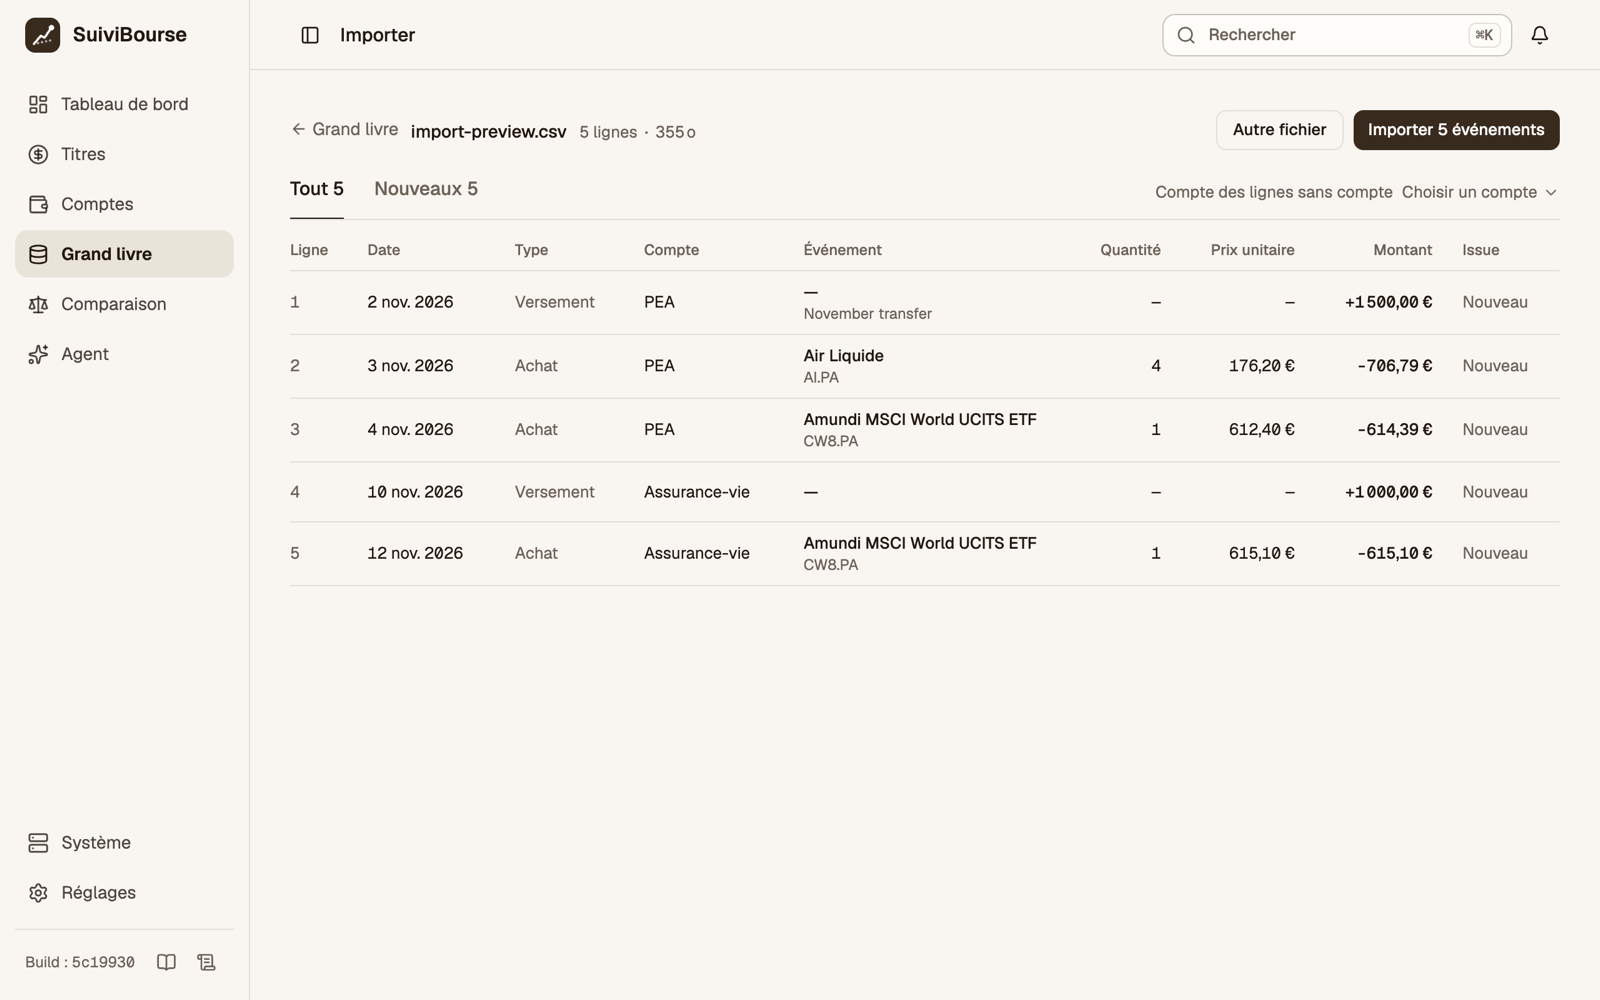 SuiviBourse
Importer
Rechercher ⌘K
Tableau de bord
Titres
Comptes
Grand livre
Comparaison
Agent
Système
Réglages
Build : 5c19930
← Grand livre import-preview.csv 5 lignes · 355 o
Autre fichier
Importer 5 événements
Tout 5 Nouveaux 5
Compte des lignes sans compte Choisir un compte
Ligne Date Type Compte Événement Quantité Prix unitaire Montant Issue
1 2 nov. 2026 Versement PEA — – – +1 500,00 € Nouveau
November transfer
2 3 nov. 2026 Achat PEA Air Liquide 4 176,20 € -706,79 € Nouveau
AI.PA
3 4 nov. 2026 Achat PEA Amundi MSCI World UCITS ETF 1 612,40 € -614,39 € Nouveau
CW8.PA
4 10 nov. 2026 Versement Assurance-vie — – – +1 000,00 € Nouveau
5 12 nov. 2026 Achat Assurance-vie Amundi MSCI World UCITS ETF 1 615,10 € -615,10 € Nouveau
CW8.PA